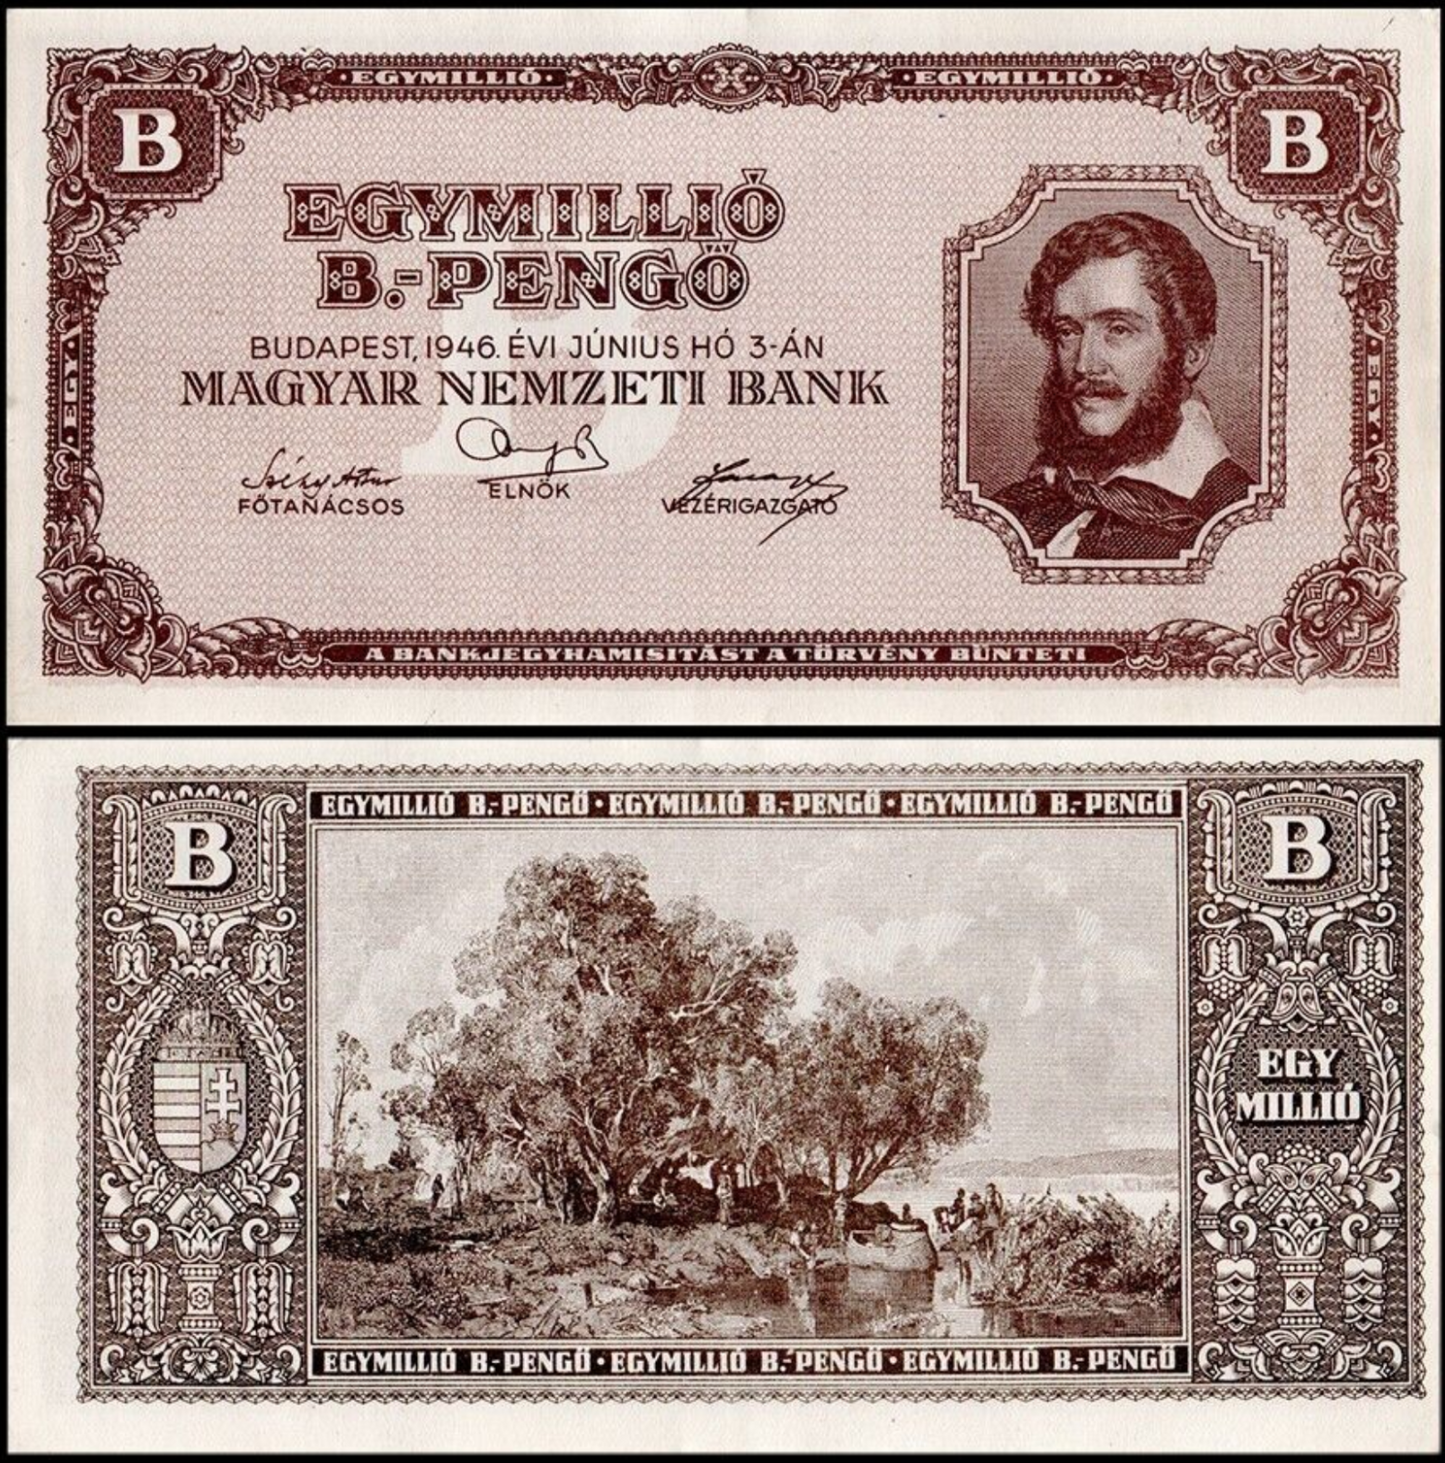 ·EGYMILLIÓ· ·EGYMILLIÓ·
B B
EGYMILLIÓ
B.-PENGŐ
BUDAPEST, 1946. ÉVI JÚNIUS HÓ 3-ÁN
MAGYAR NEMZETI BANK
FŐTANÁCSOS ELNÖK VEZÉRIGAZGATÓ
A BANKJEGYHAMISITÁST A TÖRVÉNY BÜNTETI
EGYMILLIÓ B.-PENGŐ · EGYMILLIÓ B.-PENGŐ · EGYMILLIÓ B.-PENGŐ
B B
EGY
MILLIÓ
EGYMILLIÓ B.-PENGŐ · EGYMILLIÓ B.-PENGŐ · EGYMILLIÓ B.-PENGŐ